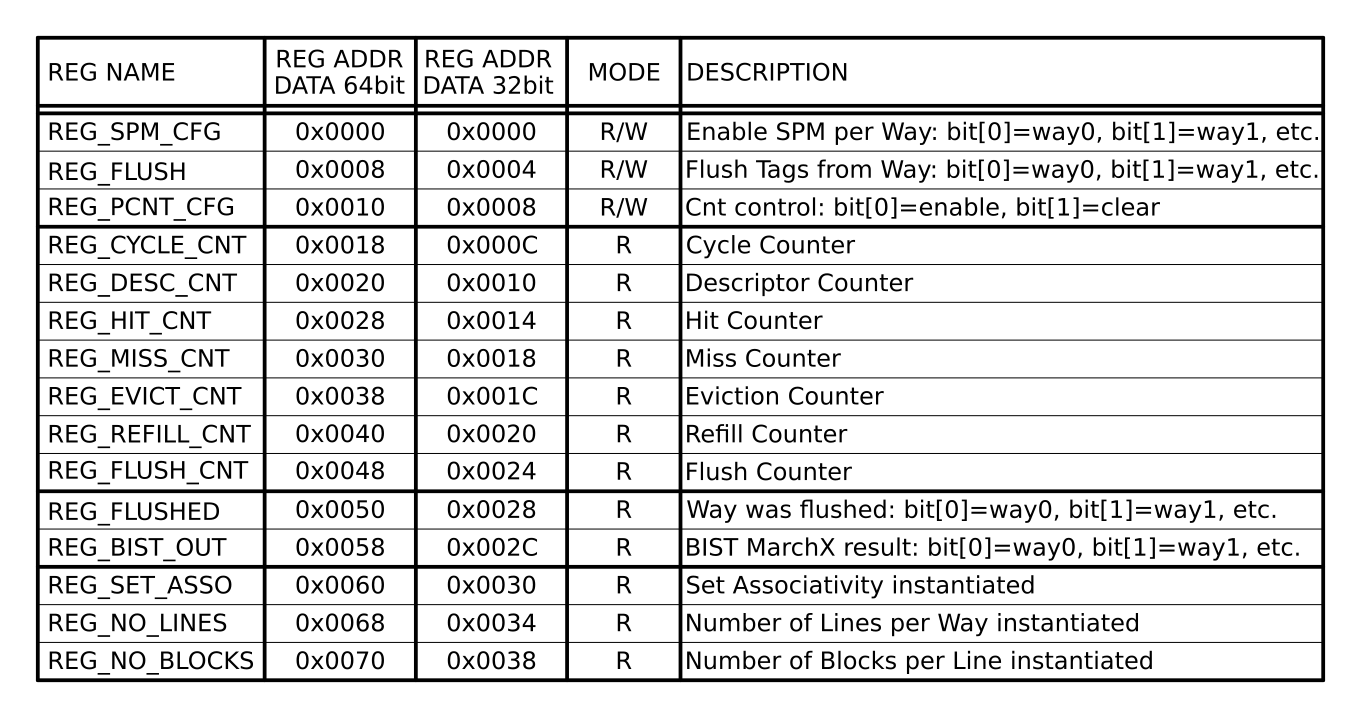 REG NAME REG ADDR DATA 64bit REG ADDR DATA 32bit MODE DESCRIPTION
REG_SPM_CFG 0x0000 0x0000 R/W Enable SPM per Way: bit[0]=way0, bit[1]=way1, etc.
REG_FLUSH 0x0008 0x0004 R/W Flush Tags from Way: bit[0]=way0, bit[1]=way1, etc.
REG_PCNT_CFG 0x0010 0x0008 R/W Cnt control: bit[0]=enable, bit[1]=clear
REG_CYCLE_CNT 0x0018 0x000C R Cycle Counter
REG_DESC_CNT 0x0020 0x0010 R Descriptor Counter
REG_HIT_CNT 0x0028 0x0014 R Hit Counter
REG_MISS_CNT 0x0030 0x0018 R Miss Counter
REG_EVICT_CNT 0x0038 0x001C R Eviction Counter
REG_REFILL_CNT 0x0040 0x0020 R Refill Counter
REG_FLUSH_CNT 0x0048 0x0024 R Flush Counter
REG_FLUSHED 0x0050 0x0028 R Way was flushed: bit[0]=way0, bit[1]=way1, etc.
REG_BIST_OUT 0x0058 0x002C R BIST MarchX result: bit[0]=way0, bit[1]=way1, etc.
REG_SET_ASSO 0x0060 0x0030 R Set Associativity instantiated
REG_NO_LINES 0x0068 0x0034 R Number of Lines per Way instantiated
REG_NO_BLOCKS 0x0070 0x0038 R Number of Blocks per Line instantiated